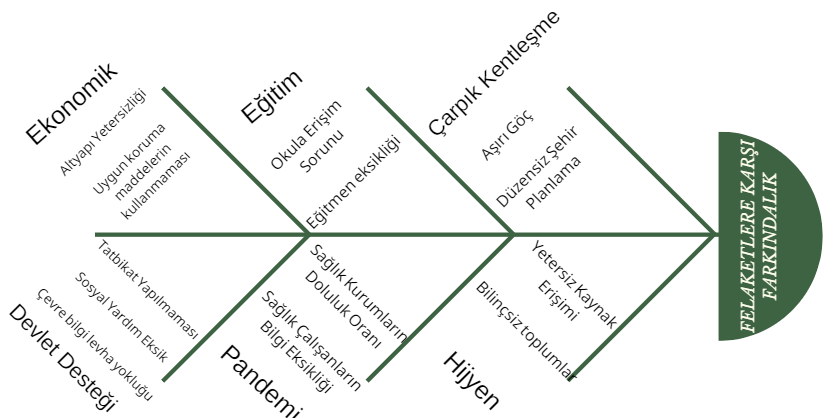 Ekonomik
Altyapı Yetersizliği
Uygun koruma
maddelerin
kullanmaması
Eğitim
Okula Erişim
Sorunu
Eğitmen eksikliği
Çarpık Kentleşme
Aşırı Göç
Düzensiz Şehir
Planlama
FELAKETLERE KARŞI
FARKINDALIK
Tatbikat Yapılmaması
Sosyal Yardım Eksik
Çevre bilgi levha yokluğu
Devlet Desteği
Sağlık Kurumların
Doluluk Oranı
Sağlık Çalışanların
Bilgi Eksikliği
Pandemi
Yetersiz Kaynak
Erişimi
Bilinçsiz toplumlar
Hijyen